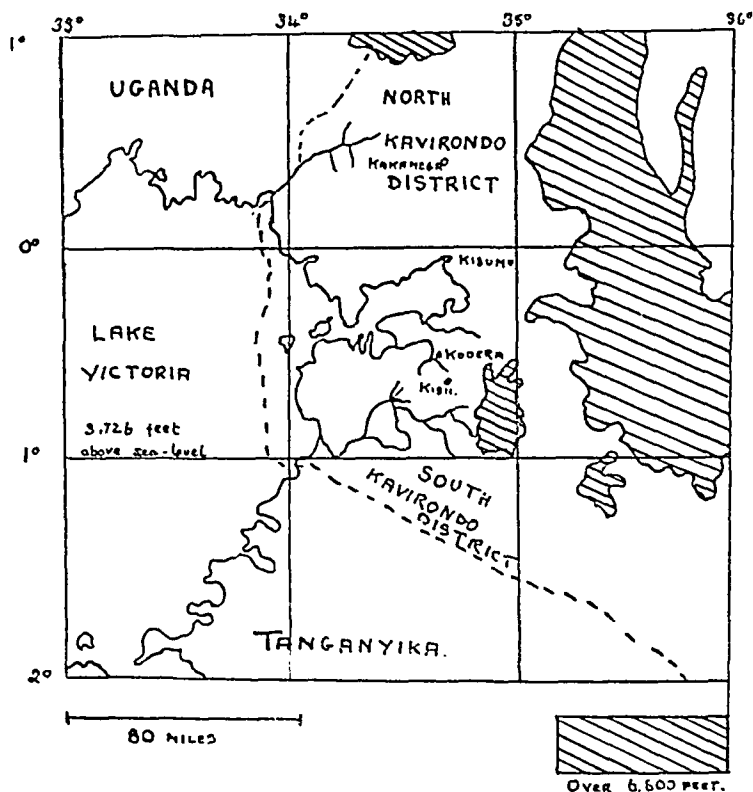 33° 34° 35° 36°
1°
UGANDA
NORTH
KAVIRONDO
KAKAMEGA
DISTRICT
0°
KISUMU
LAKE
VICTORIA
KODERA
KISII.
3,726 feet
above sea-level
1°
SOUTH
KAVIRONDO
DISTRICT
TANGANYIKA.
2°
80 MILES
OVER 6,600 FEET.